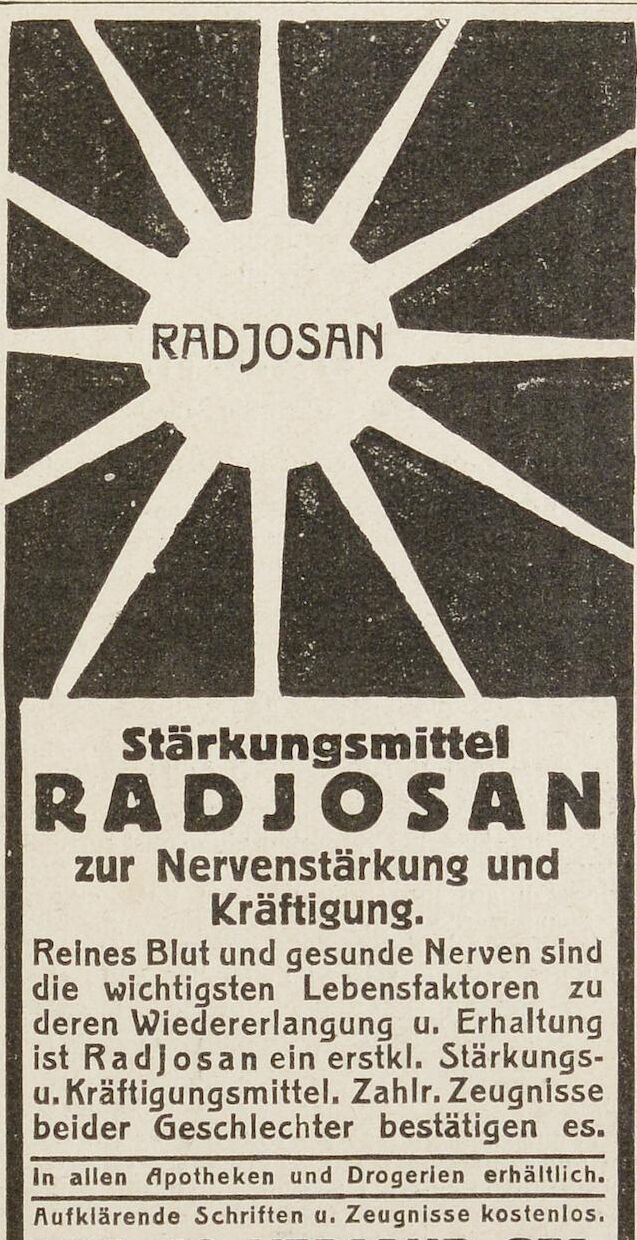 RADJOSAN
Stärkungsmittel
RADJOSAN
zur Nervenstärkung und
Kräftigung.
Reines Blut und gesunde Nerven sind
die wichtigsten Lebensfaktoren zu
deren Wiedererlangung u. Erhaltung
ist Radjosan ein erstkl. Stärkungs-
u. Kräftigungsmittel. Zahlr. Zeugnisse
beider Geschlechter bestätigen es.
In allen Apotheken und Drogerien erhältlich.
Aufklärende Schriften u. Zeugnisse kostenlos.